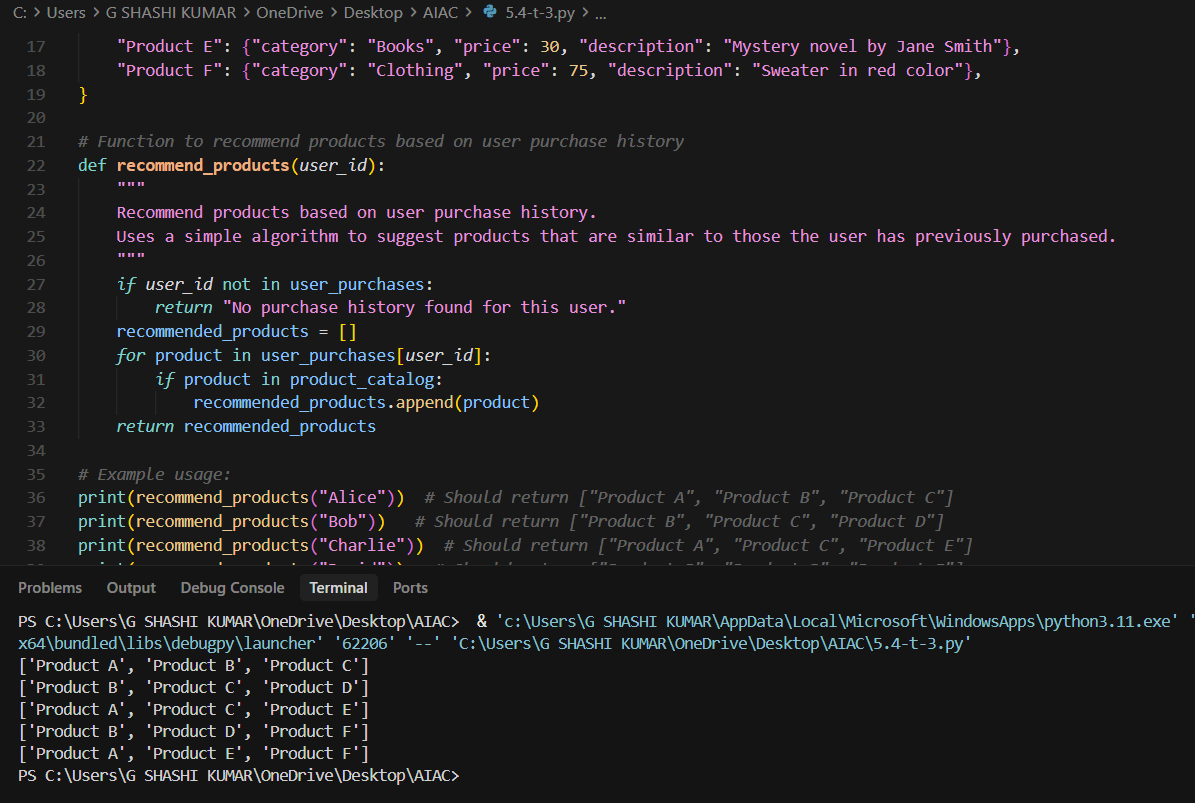 C: > Users > G SHASHI KUMAR > OneDrive > Desktop > AIAC > 5.4-t-3.py > ...
17 "Product E": {"category": "Books", "price": 30, "description": "Mystery novel by Jane Smith"},
18 "Product F": {"category": "Clothing", "price": 75, "description": "Sweater in red color"},
19 }
20
21 # Function to recommend products based on user purchase history
22 def recommend_products(user_id):
23 """
24 Recommend products based on user purchase history.
25 Uses a simple algorithm to suggest products that are similar to those the user has previously purchased.
26 """
27 if user_id not in user_purchases:
28 return "No purchase history found for this user."
29 recommended_products = []
30 for product in user_purchases[user_id]:
31 if product in product_catalog:
32 recommended_products.append(product)
33 return recommended_products
34
35 # Example usage:
36 print(recommend_products("Alice")) # Should return ["Product A", "Product B", "Product C"]
37 print(recommend_products("Bob")) # Should return ["Product B", "Product C", "Product D"]
38 print(recommend_products("Charlie")) # Should return ["Product A", "Product C", "Product E"]
Problems Output Debug Console Terminal Ports
PS C:\Users\G SHASHI KUMAR\OneDrive\Desktop\AIAC> & 'c:\Users\G SHASHI KUMAR\AppData\Local\Microsoft\WindowsApps\python3.11.exe' '
x64\bundled\libs\debugpy\launcher' '62206' '--' 'C:\Users\G SHASHI KUMAR\OneDrive\Desktop\AIAC\5.4-t-3.py'
['Product A', 'Product B', 'Product C']
['Product B', 'Product C', 'Product D']
['Product A', 'Product C', 'Product E']
['Product B', 'Product D', 'Product F']
['Product A', 'Product E', 'Product F']
PS C:\Users\G SHASHI KUMAR\OneDrive\Desktop\AIAC>